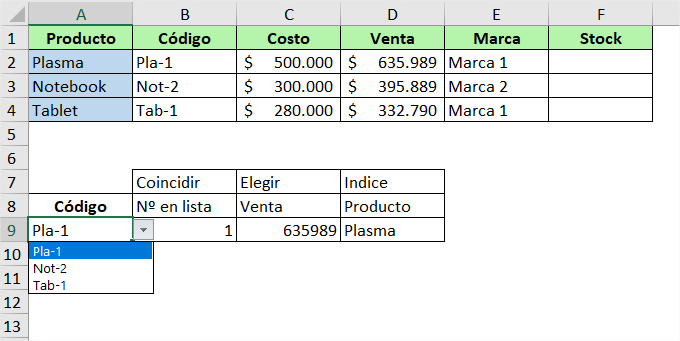 A B C D E F
1 Producto Código Costo Venta Marca Stock
2 Plasma Pla-1 $ 500.000 $ 635.989 Marca 1
3 Notebook Not-2 $ 300.000 $ 395.889 Marca 2
4 Tablet Tab-1 $ 280.000 $ 332.790 Marca 1
5
6
7 Coincidir Elegir Indice
8 Código Nº en lista Venta Producto
9 Pla-1 1 635989 Plasma
10 Pla-1
11 Not-2
Tab-1
12
13